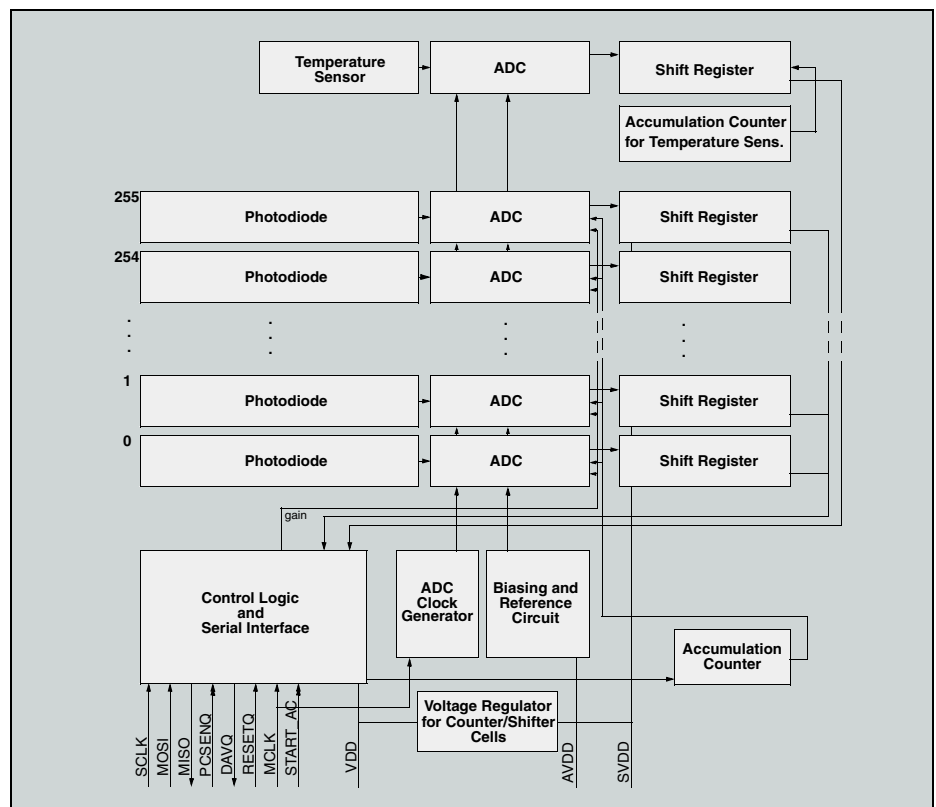 Temperature
Sensor
ADC
Shift Register
Accumulation Counter
for Temperature Sens.
255
Photodiode
ADC
Shift Register
254
Photodiode
ADC
Shift Register
1
Photodiode
ADC
Shift Register
0
Photodiode
ADC
Shift Register
gain
Control Logic
and
Serial Interface
ADC
Clock
Generator
Biasing and
Reference
Circuit
Accumulation
Counter
Voltage Regulator
for Counter/Shifter
Cells
SCLK
MOSI
MISO
PCSENQ
DAVQ
RESETQ
MCLK
START_AC
VDD
AVDD
SVDD